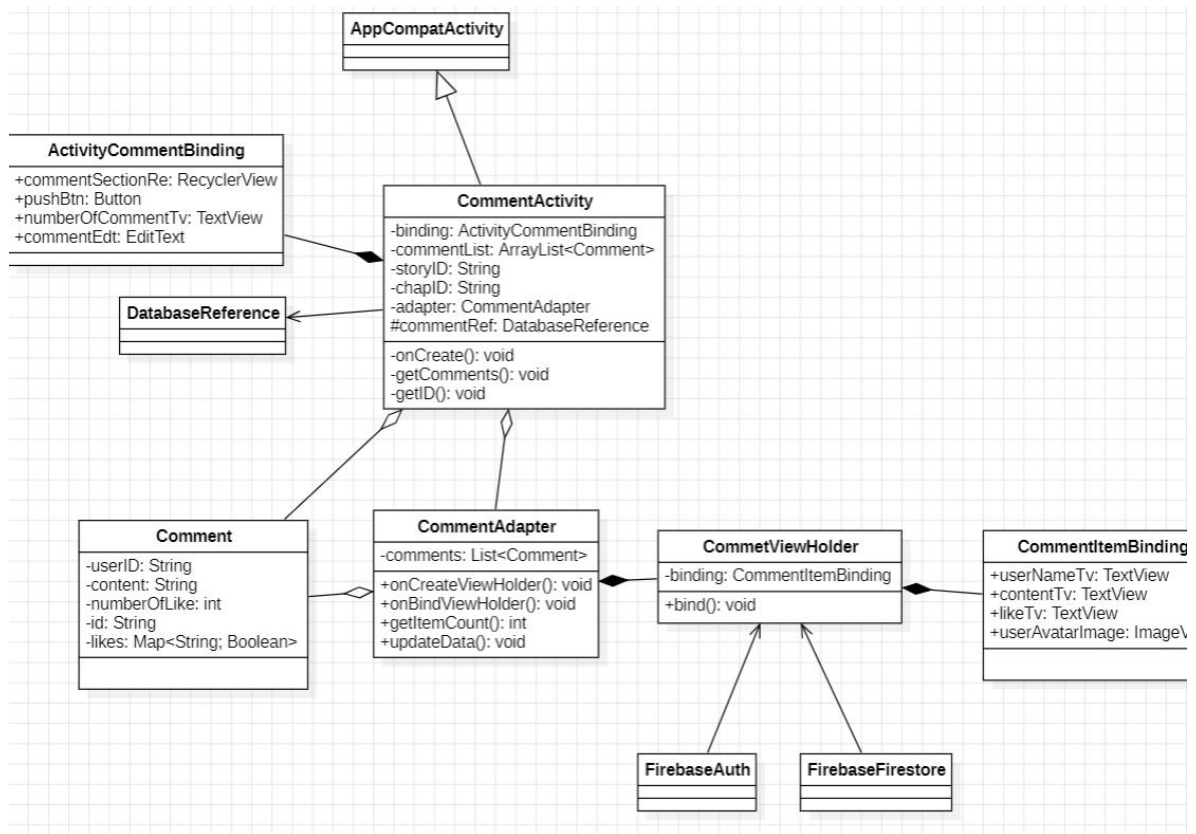 AppCompatActivity
ActivityCommentBinding
+commentSectionRe: RecyclerView
+pushBtn: Button
+numberOfCommentTv: TextView
+commentEdt: EditText
CommentActivity
-binding: ActivityCommentBinding
-commentList: ArrayList<Comment>
-storyID: String
-chapID: String
-adapter: CommentAdapter
#commentRef: DatabaseReference
-onCreate(): void
-getComments(): void
-getID(): void
DatabaseReference
Comment
-userID: String
-content: String
-numberOfLike: int
-id: String
-likes: Map<String; Boolean>
CommentAdapter
-comments: List<Comment>
+onCreateViewHolder(): void
+onBindViewHolder(): void
+getItemCount(): int
+updateData(): void
CommetViewHolder
-binding: CommentItemBinding
+bind(): void
CommentItemBinding
+userNameTv: TextView
+contentTv: TextView
+likeTv: TextView
+userAvatarImage: ImageV
FirebaseAuth
FirebaseFirestore